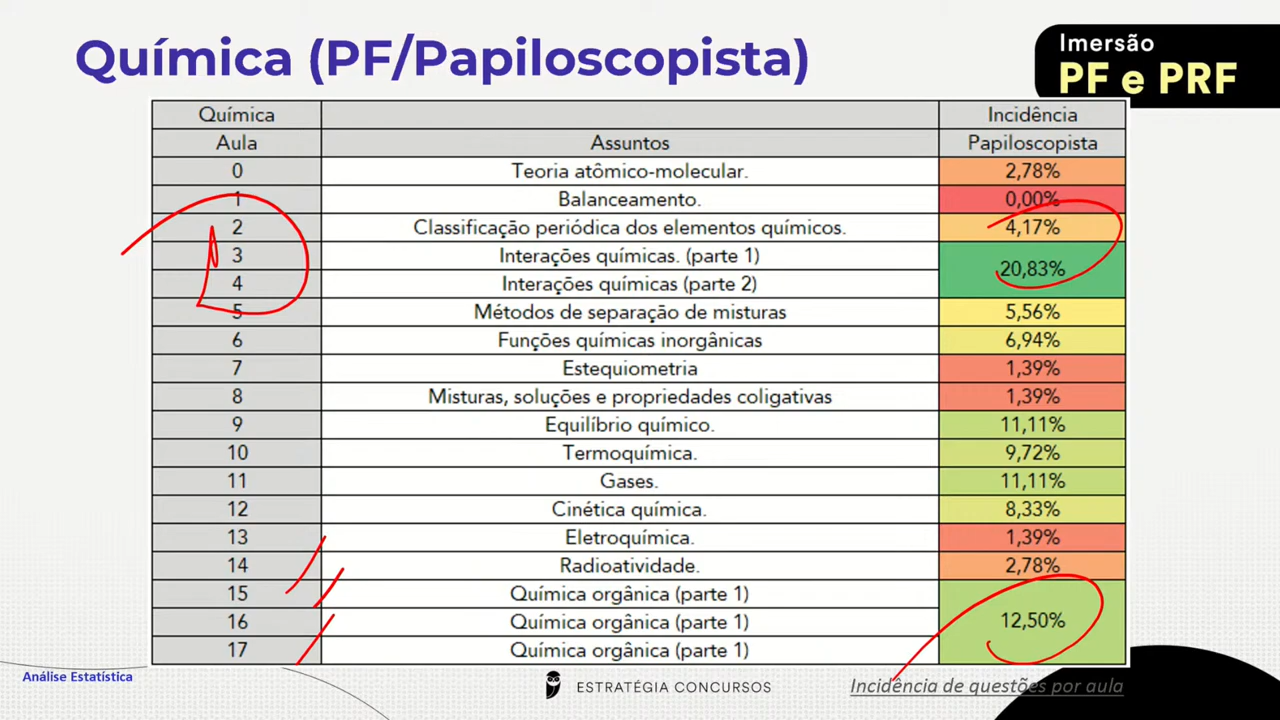 Química (PF/Papiloscopista)
Imersão
PF e PRF
Química Incidência
Aula Assuntos Papiloscopista
0 Teoria atômico-molecular. 2,78%
1 Balanceamento. 0,00%
2 Classificação periódica dos elementos químicos. 4,17%
3 Interações químicas. (parte 1) 20,83%
4 Interações químicas (parte 2)
5 Métodos de separação de misturas 5,56%
6 Funções químicas inorgânicas 6,94%
7 Estequiometria 1,39%
8 Misturas, soluções e propriedades coligativas 1,39%
9 Equilíbrio químico. 11,11%
10 Termoquímica. 9,72%
11 Gases. 11,11%
12 Cinética química. 8,33%
13 Eletroquímica. 1,39%
14 Radioatividade. 2,78%
15 Química orgânica (parte 1)
16 Química orgânica (parte 1) 12,50%
17 Química orgânica (parte 1)
Análise Estatística
ESTRATÉGIA CONCURSOS
Incidência de questões por aula